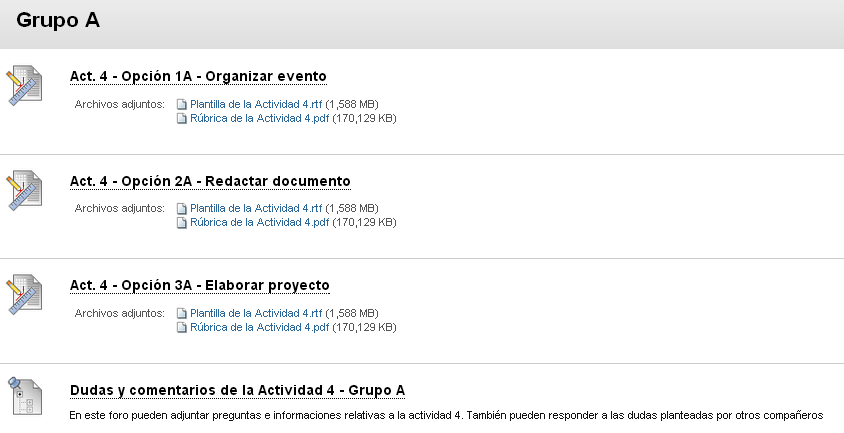 Grupo A
Act. 4 - Opción 1A - Organizar evento
Archivos adjuntos: Plantilla de la Actividad 4.rtf (1,588 MB)
Rúbrica de la Actividad 4.pdf (170,129 KB)
Act. 4 - Opción 2A - Redactar documento
Archivos adjuntos: Plantilla de la Actividad 4.rtf (1,588 MB)
Rúbrica de la Actividad 4.pdf (170,129 KB)
Act. 4 - Opción 3A - Elaborar proyecto
Archivos adjuntos: Plantilla de la Actividad 4.rtf (1,588 MB)
Rúbrica de la Actividad 4.pdf (170,129 KB)
Dudas y comentarios de la Actividad 4 - Grupo A
En este foro pueden adjuntar preguntas e informaciones relativas a la actividad 4. También pueden responder a las dudas planteadas por otros compañeros